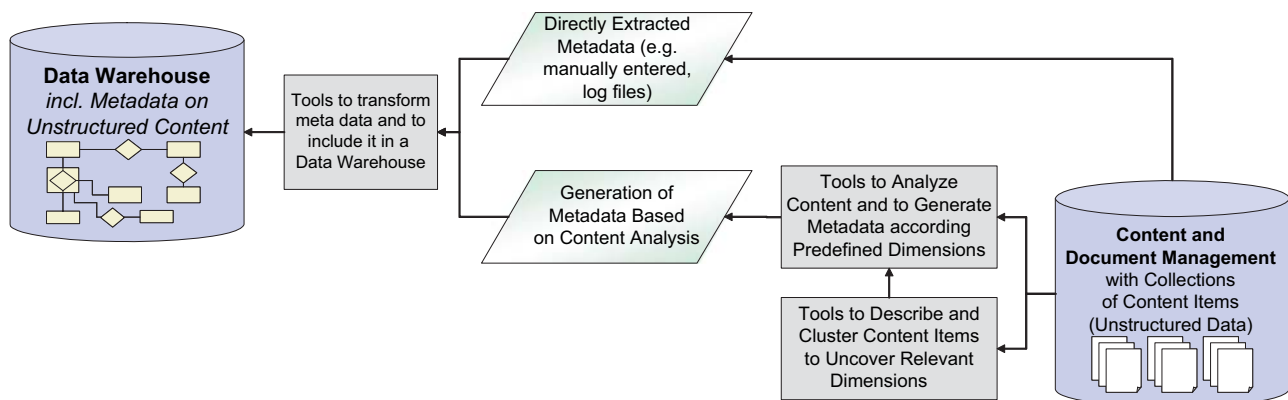 Data Warehouse
incl. Metadata on
Unstructured Content
Tools to transform
meta data and to
include it in a
Data Warehouse
Directly Extracted
Metadata (e.g.
manually entered,
log files)
Generation of
Metadata Based
on Content Analysis
Tools to Analyze
Content and to Generate
Metadata according
Predefined Dimensions
Tools to Describe and
Cluster Content Items
to Uncover Relevant
Dimensions
Content and
Document Management
with Collections
of Content Items
(Unstructured Data)